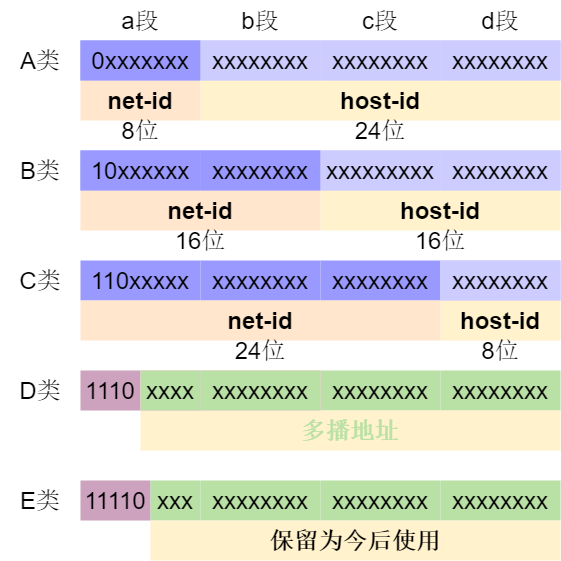 a段 b段 c段 d段
A类 0xxxxxxx xxxxxxxx xxxxxxxx xxxxxxxx
net-id host-id
8位 24位
B类 10xxxxxx xxxxxxxx xxxxxxxxx xxxxxxxx
net-id host-id
16位 16位
C类 110xxxxx xxxxxxxx xxxxxxxx xxxxxxxx
net-id host-id
24位 8位
D类 1110 xxxx xxxxxxxx xxxxxxxx xxxxxxxx
多播地址
E类 11110 xxx xxxxxxxx xxxxxxxx xxxxxxxx
保留为今后使用